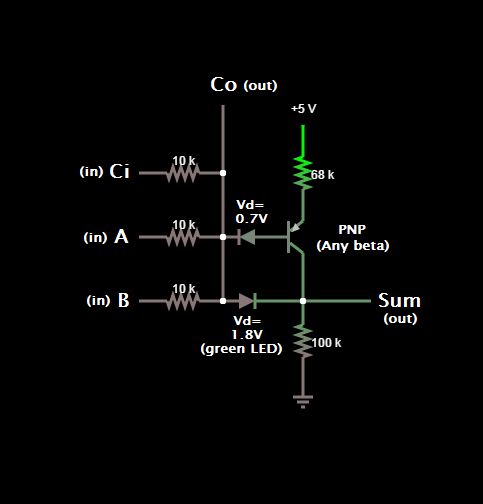 Co (out)
+5 V
(in) Ci
10 k
68 k
Vd=
0.7V
(in) A
10 k
PNP
(Any beta)
(in) B
10 k
Sum
(out)
Vd=
1.8V
(green LED)
100 k